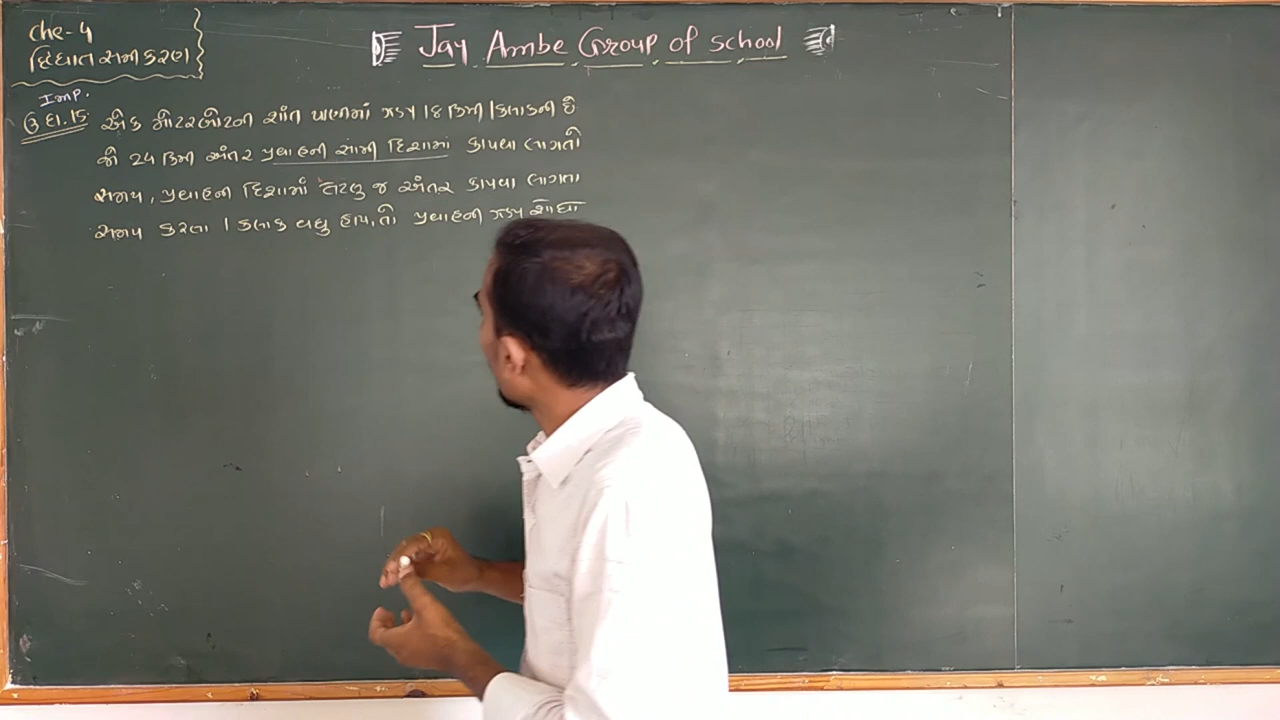 che-4
દ્વિઘાત સમીકરણ
Jay Ambe Group of school
Imp.
ઉદા.15 એક મોટરબોટની શાંત પાણીમાં ઝડપ 18 કિમી/કલાકની છે
જો 24 કિમી અંતર પ્રવાહની સામી દિશામાં કાપવા લાગતો
સમય, પ્રવાહની દિશામાં તેટલુ જ અંતર કાપવા લાગતા
સમય કરતા 1 કલાક વધુ હોય, તો પ્રવાહની ઝડપ શોધો